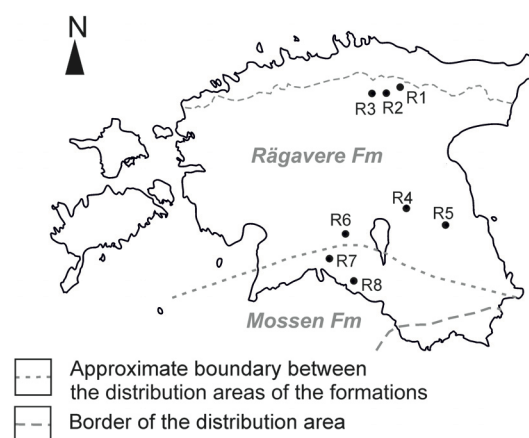 N
R1
R2
R3
Rägavere Fm
R4
R5
R6
R7
R8
Mossen Fm
Approximate boundary between
the distribution areas of the formations
Border of the distribution area